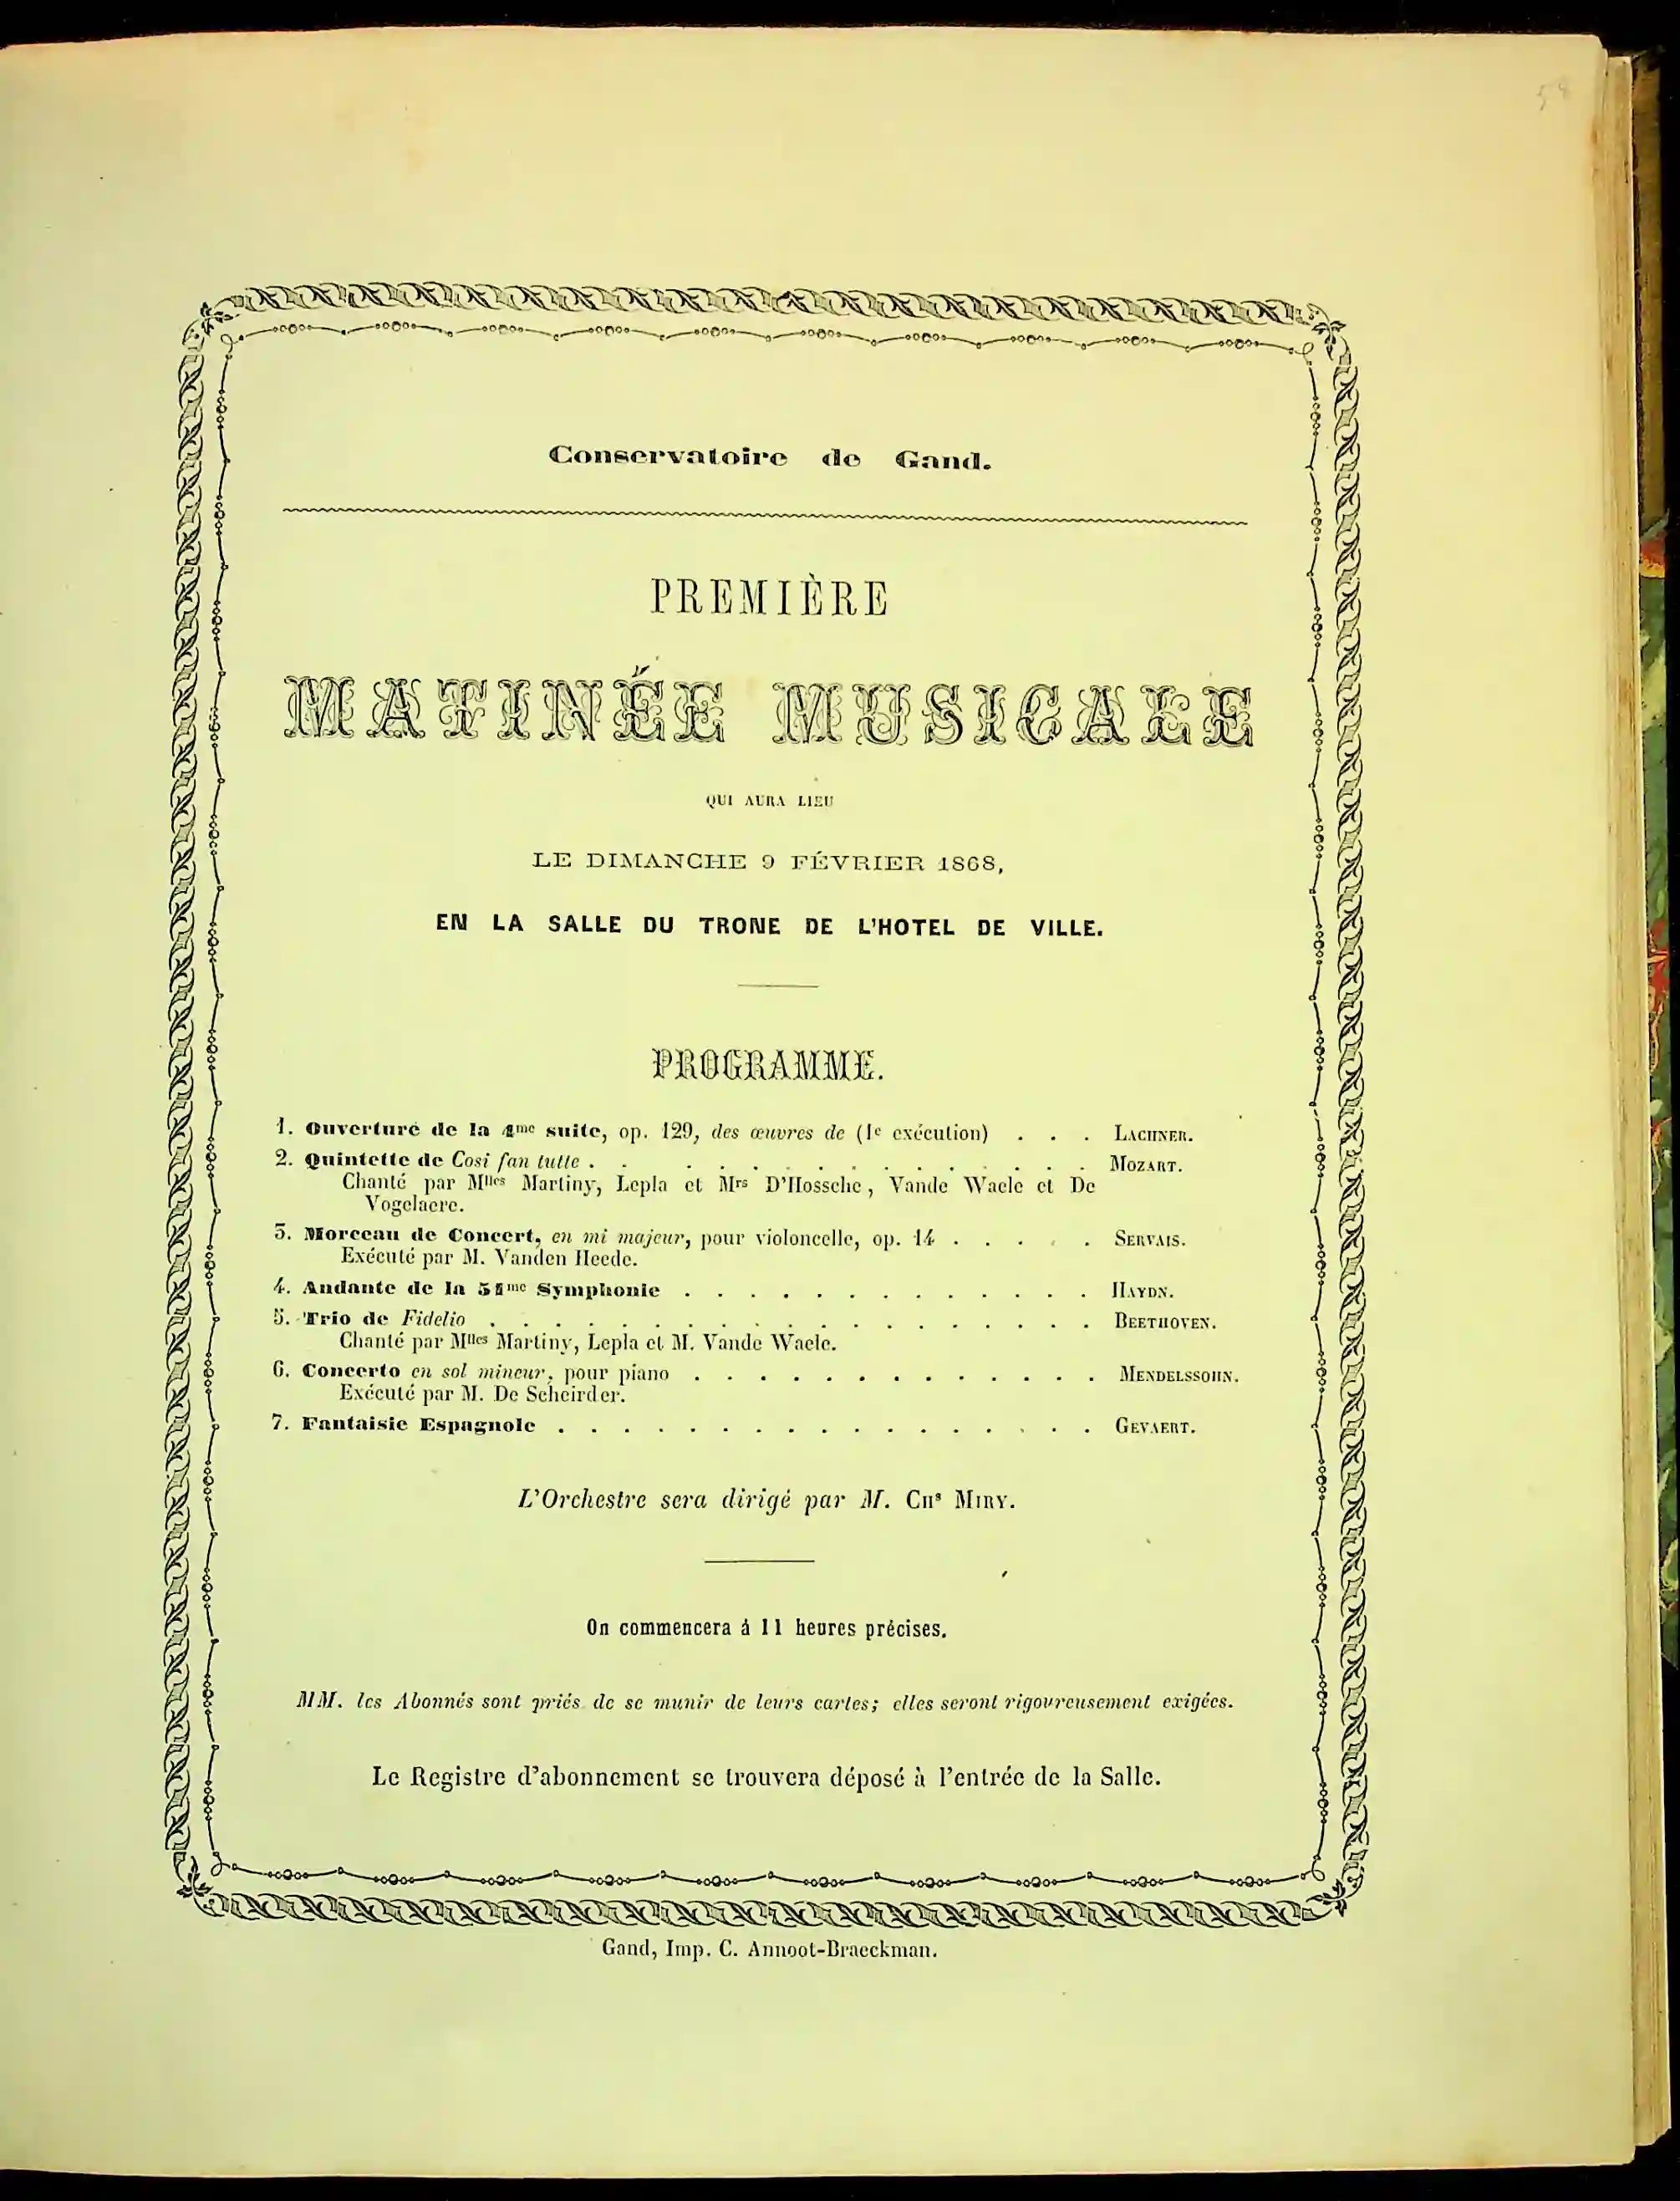 58
Conservatoire de Gand.
PREMIÈRE
MATINÉE MUSICALE
QUI AURA LIEU
LE DIMANCHE 9 FÉVRIER 1868,
EN LA SALLE DU TRONE DE L'HOTEL DE VILLE.
PROGRAMME.
1. Ouverture de la 4me suite, op. 129, des œuvres de (1e exécution) . . . LACHNER.
2. Quintette de Cosi fan tutte . . . . . . . . . . . . . . . MOZART.
Chanté par Mlles Martiny, Lepla et Mrs D'Hossche, Vande Waele et De
Vogelaere.
3. Morceau de Concert, en mi majeur, pour violoncelle, op. 14 . . . . . SERVAIS.
Exécuté par M. Vanden Heede.
4. Andante de la 51me Symphonie . . . . . . . . . . . . . HAYDN.
5. Trio de Fidelio . . . . . . . . . . . . . . . . . . . BEETHOVEN.
Chanté par Mlles Martiny, Lepla et M. Vande Waele.
6. Concerto en sol mineur, pour piano . . . . . . . . . . . . . MENDELSSOHN.
Exécuté par M. De Scheirder.
7. Fantaisie Espagnole . . . . . . . . . . . . . . . . . GEVAERT.
L'Orchestre sera dirigé par M. CHs MIRY.
On commencera à 11 heures précises.
MM. les Abonnés sont priés de se munir de leurs cartes; elles seront rigoureusement exigées.
Le Registre d'abonnement se trouvera déposé à l'entrée de la Salle.
Gand, Imp. C. Annoot-Braeckman.